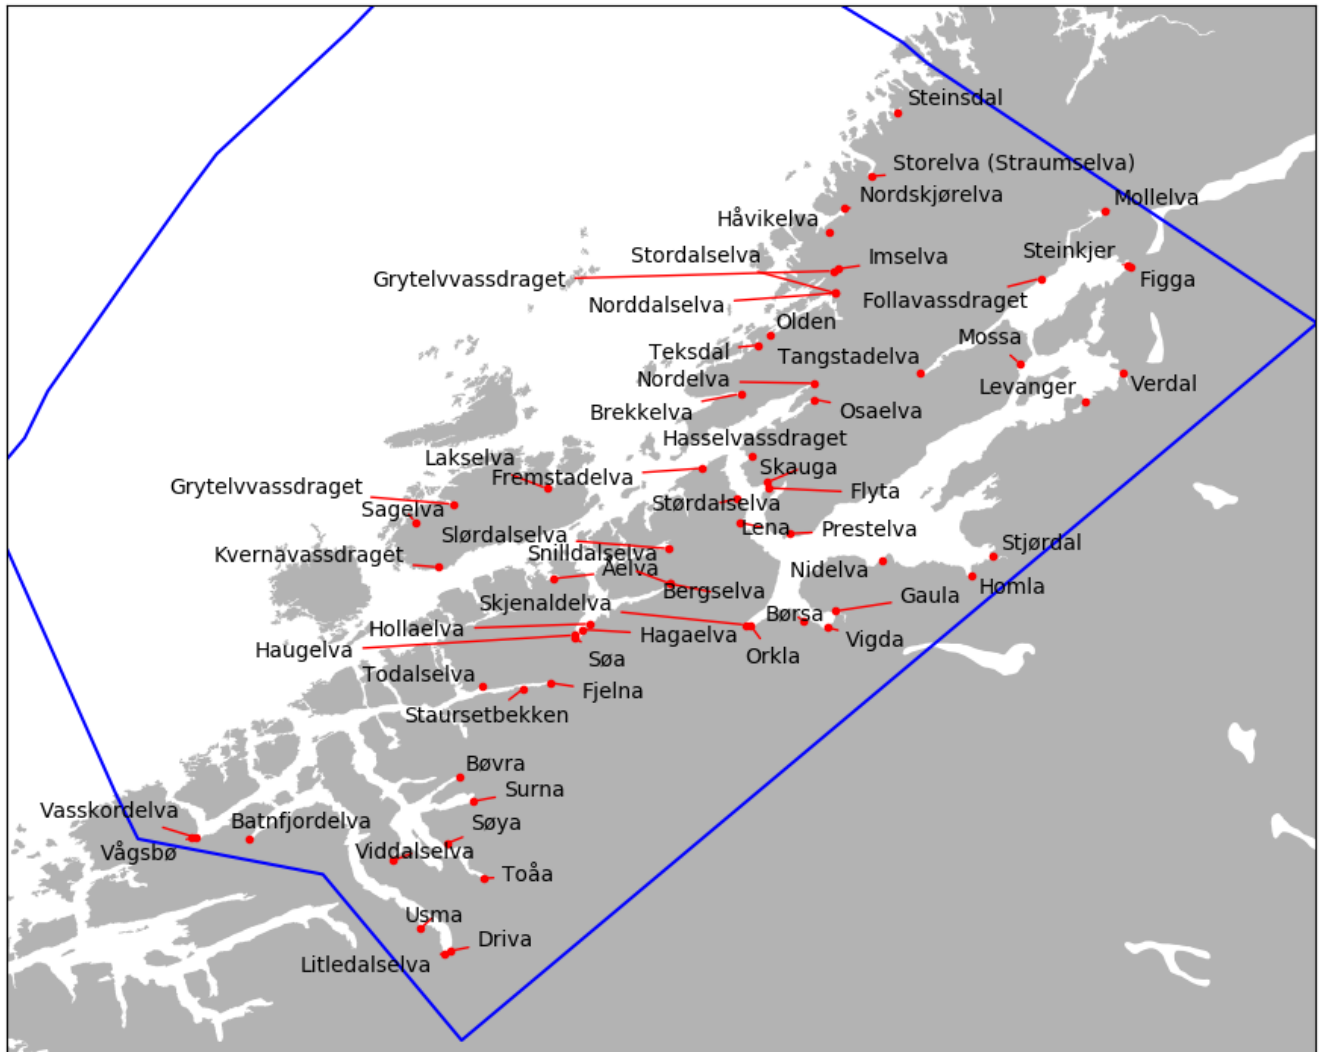 Steinsdal
Storelva (Straumselva)
Nordskjørelva
Mollelva
Håvikelva
Stordalselva
Imselva
Steinkjer
Grytelvvassdraget
Figga
Norddalselva
Follavassdraget
Olden
Mossa
Teksdal
Tangstadelva
Nordelva
Levanger
Verdal
Brekkelva
Osaelva
Hasselvassdraget
Lakselva
Skauga
Fremstadelva
Grytelvvassdraget
Flyta
Størdalselva
Sagelva
Lena
Prestelva
Slørdalselva
Stjørdal
Snilldalselva
Kvernavassdraget
Åelva
Nidelva
Homla
Bergselva
Gaula
Skjenaldelva
Børsa
Hollaelva
Hagaelva
Vigda
Haugelva
Søa
Orkla
Todalselva
Fjelna
Staursetbekken
Bøvra
Surna
Vasskordelva
Batnfjordelva
Søya
Vågsbø
Viddalselva
Toåa
Usma
Driva
Litledalselva